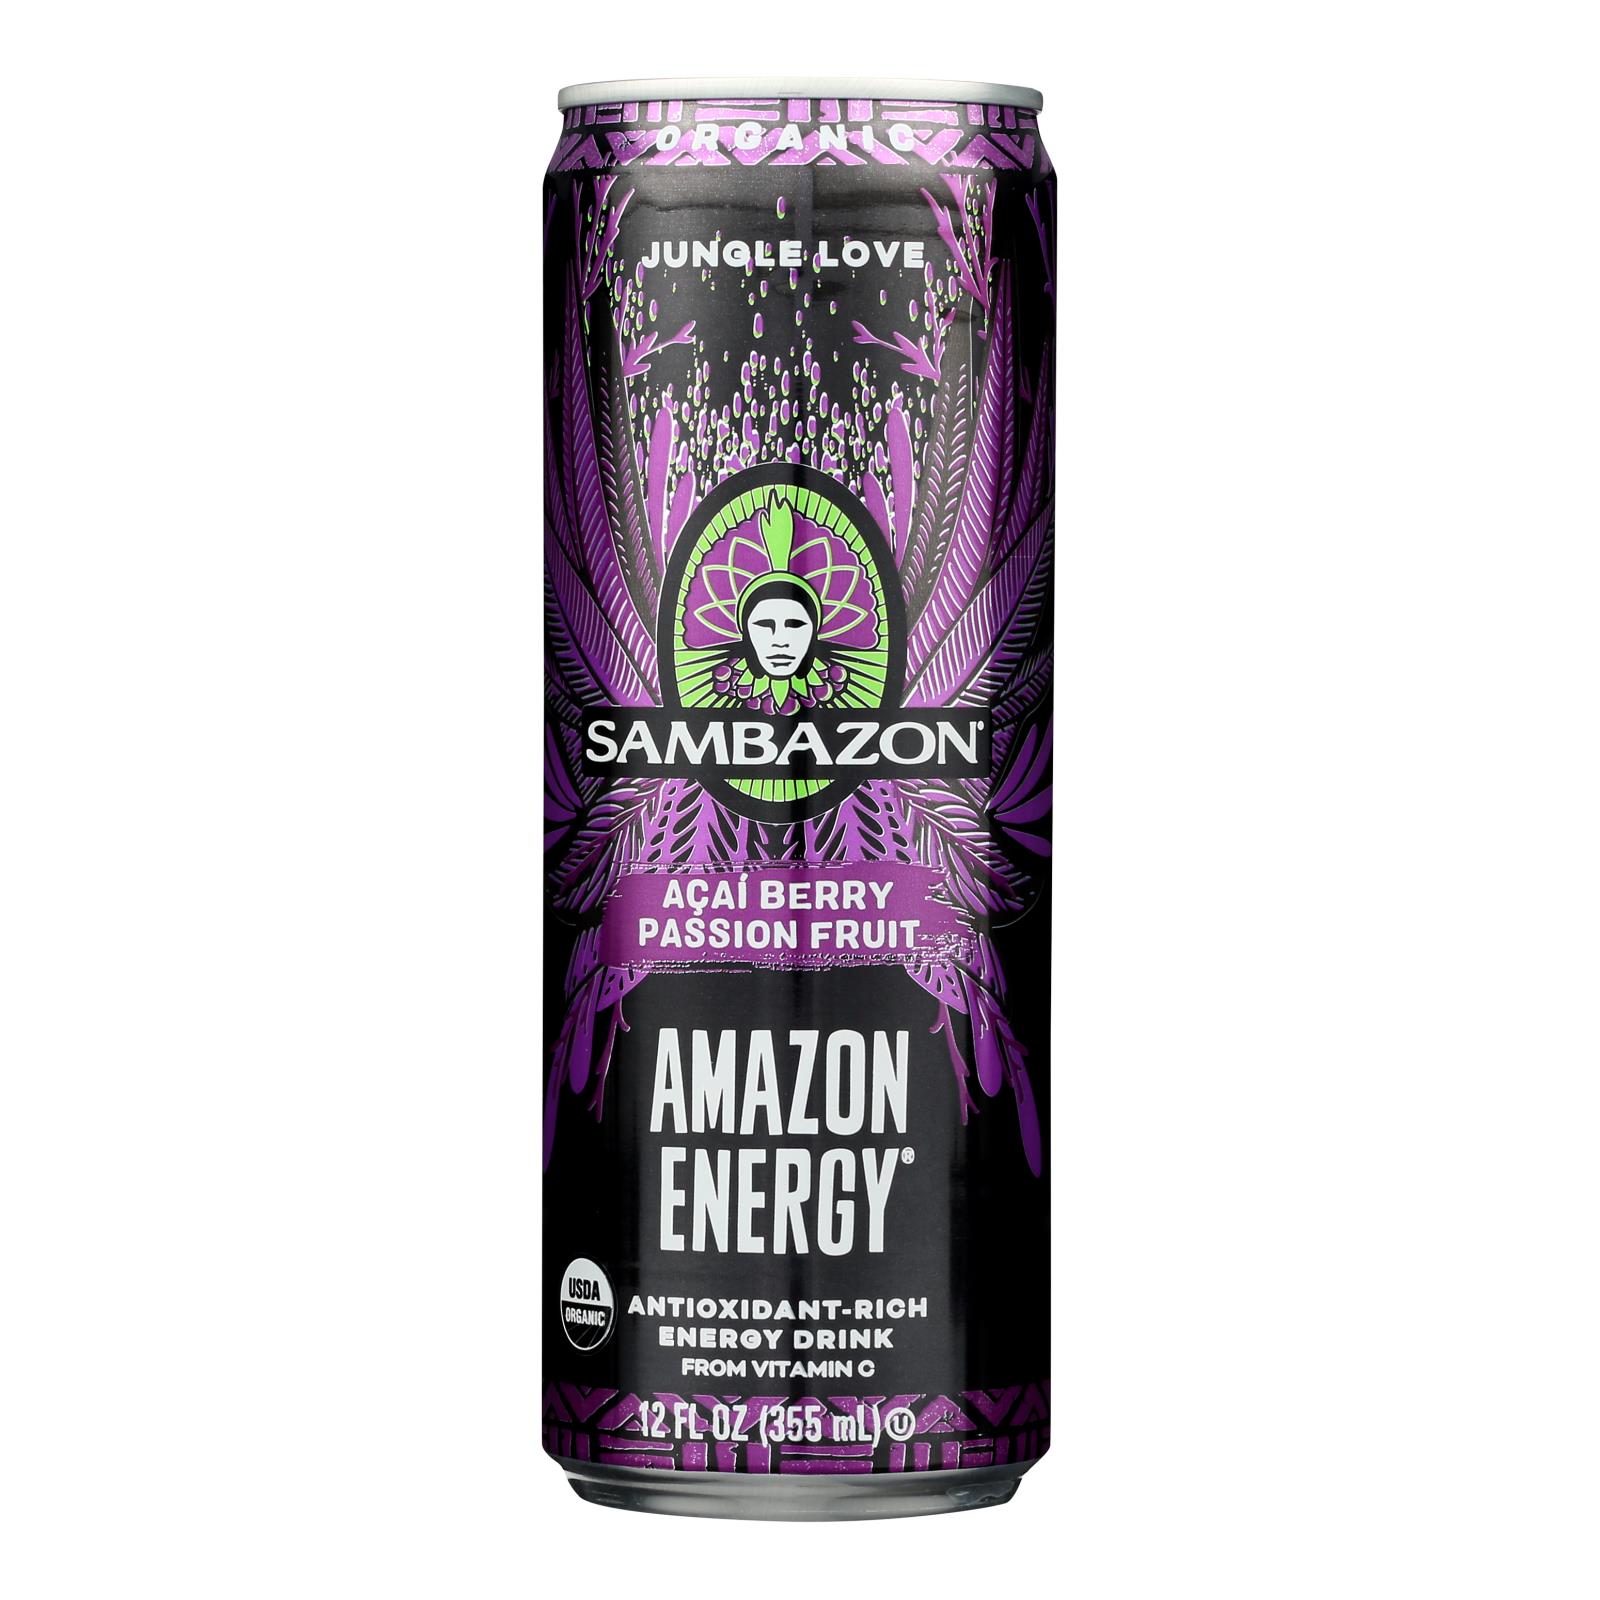 ORGANIC
JUNGLE LOVE
SAMBAZON®
AÇAÍ BERRY
PASSION FRUIT
AMAZON
ENERGY®
USDA
ORGANIC
ANTIOXIDANT-RICH
ENERGY DRINK
FROM VITAMIN C
12 FL OZ (355 mL) Ⓤ